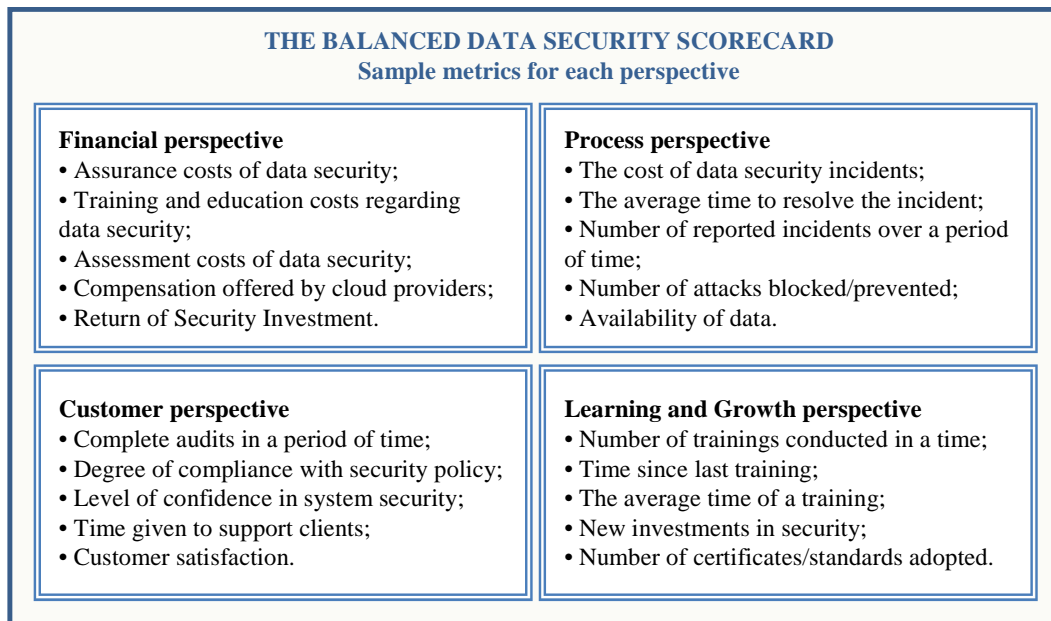 THE BALANCED DATA SECURITY SCORECARD
Sample metrics for each perspective
Financial perspective
• Assurance costs of data security;
• Training and education costs regarding
data security;
• Assessment costs of data security;
• Compensation offered by cloud providers;
• Return of Security Investment.
Process perspective
• The cost of data security incidents;
• The average time to resolve the incident;
• Number of reported incidents over a period
of time;
• Number of attacks blocked/prevented;
• Availability of data.
Customer perspective
• Complete audits in a period of time;
• Degree of compliance with security policy;
• Level of confidence in system security;
• Time given to support clients;
• Customer satisfaction.
Learning and Growth perspective
• Number of trainings conducted in a time;
• Time since last training;
• The average time of a training;
• New investments in security;
• Number of certificates/standards adopted.